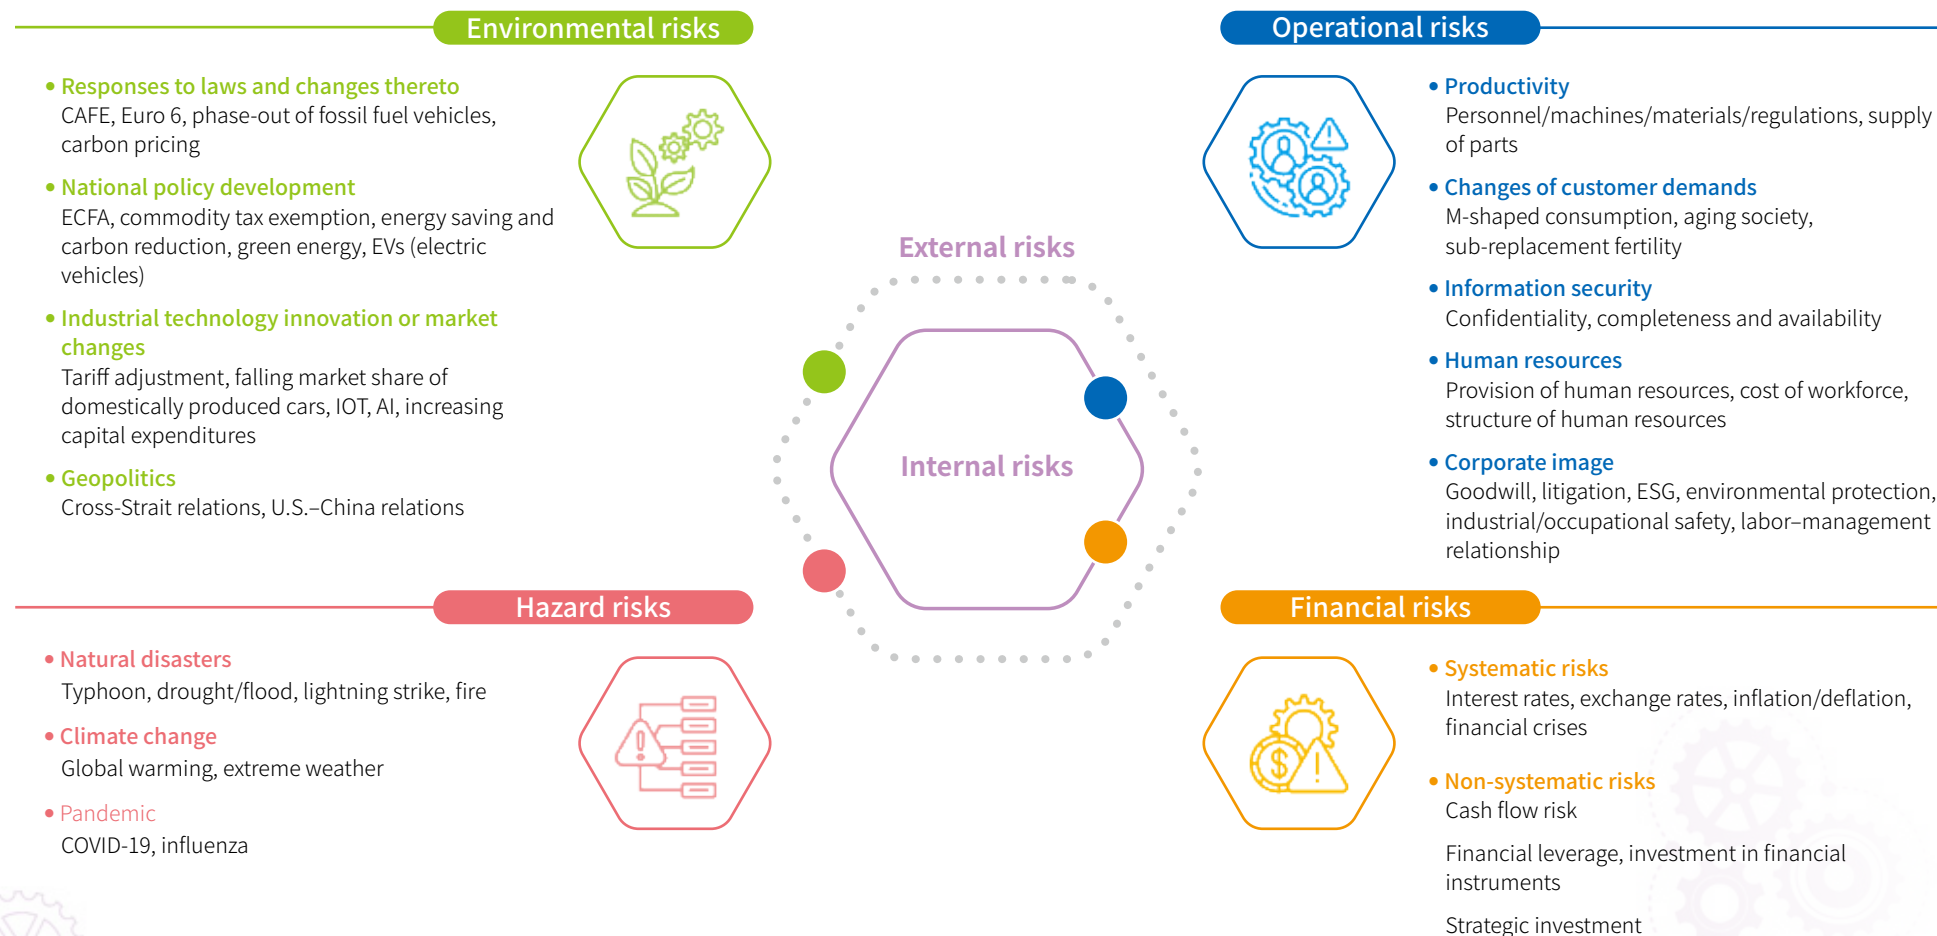 Environmental risks
• Responses to laws and changes thereto
CAFE, Euro 6, phase-out of fossil fuel vehicles,
carbon pricing
• National policy development
ECFA, commodity tax exemption, energy saving and
carbon reduction, green energy, EVs (electric
vehicles)
• Industrial technology innovation or market
changes
Tariff adjustment, falling market share of
domestically produced cars, IOT, AI, increasing
capital expenditures
• Geopolitics
Cross-Strait relations, U.S.–China relations
Hazard risks
• Natural disasters
Typhoon, drought/flood, lightning strike, fire
• Climate change
Global warming, extreme weather
• Pandemic
COVID-19, influenza
External risks
Internal risks
Operational risks
• Productivity
Personnel/machines/materials/regulations, supply
of parts
• Changes of customer demands
M-shaped consumption, aging society,
sub-replacement fertility
• Information security
Confidentiality, completeness and availability
• Human resources
Provision of human resources, cost of workforce,
structure of human resources
• Corporate image
Goodwill, litigation, ESG, environmental protection,
industrial/occupational safety, labor–management
relationship
Financial risks
• Systematic risks
Interest rates, exchange rates, inflation/deflation,
financial crises
• Non-systematic risks
Cash flow risk
Financial leverage, investment in financial
instruments
Strategic investment